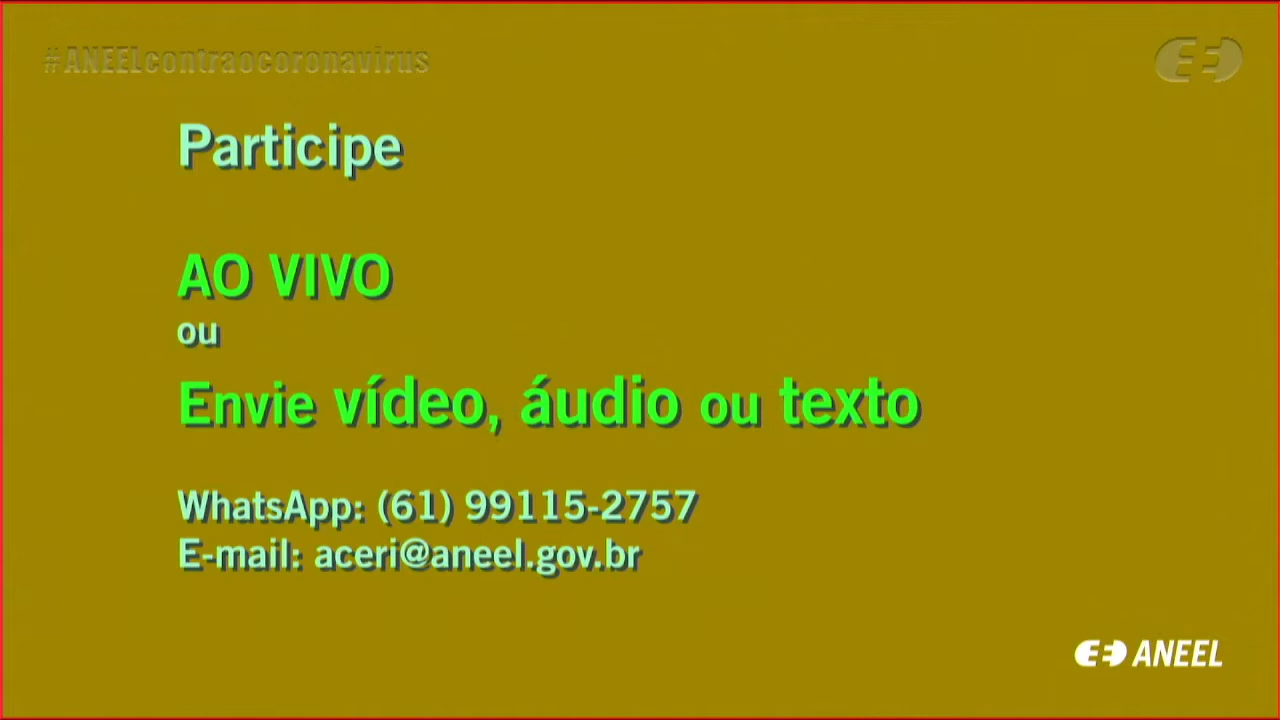 #ANEELcontraocoronavirus
Participe
AO VIVO
ou
Envie vídeo, áudio ou texto
WhatsApp: (61) 99115-2757
E-mail: aceri@aneel.gov.br
ANEEL